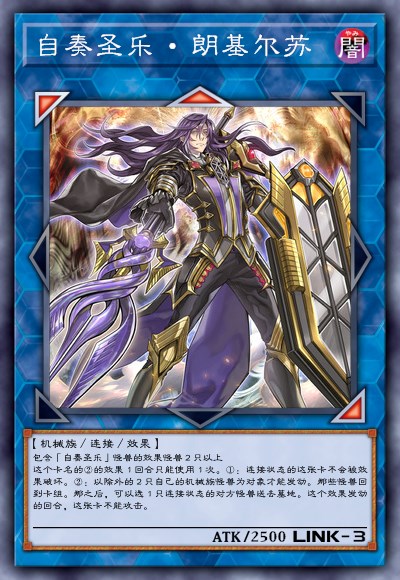 自奏圣乐·朗基尔苏
やみ
闇
【机械族／连接／效果】
包含「自奏圣乐」怪兽的效果怪兽2只以上
这个卡名的②的效果1回合只能使用1次。①：连接状态的这张卡不会被效
果破坏。②：以除外的2只自己的机械族怪兽为对象才能发动。那些怪兽回
到卡组。那之后，可以选1只连接状态的对方怪兽送去墓地。这个效果发动
的回合，这张卡不能攻击。
ATK/2500 LINK-3